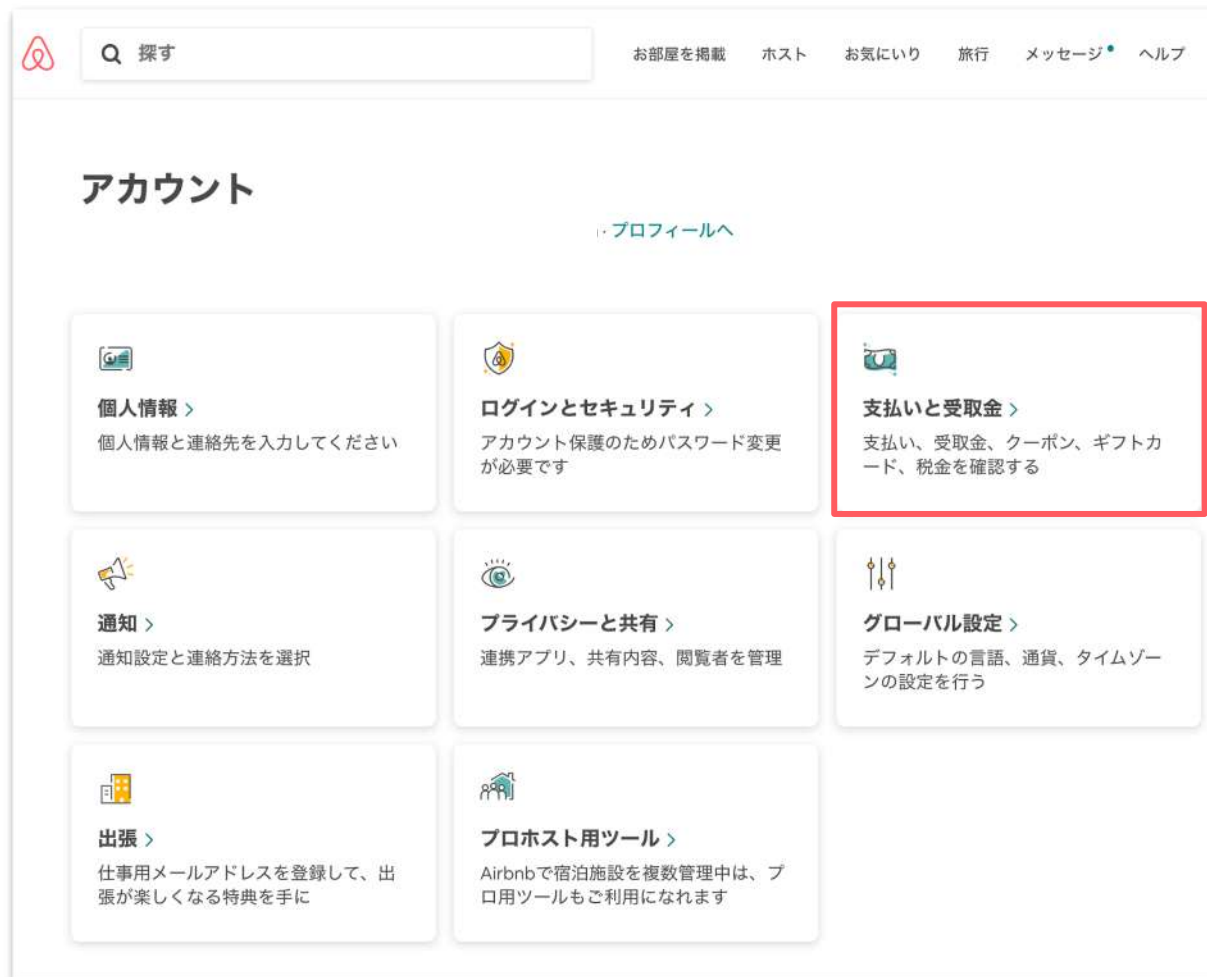 探す
お部屋を掲載 ホスト お気にいり 旅行 メッセージ ヘルプ
アカウント
· プロフィールへ
個人情報 >
個人情報と連絡先を入力してください
ログインとセキュリティ >
アカウント保護のためパスワード変更
が必要です
支払いと受取金 >
支払い、受取金、クーポン、ギフトカ
ード、税金を確認する
通知 >
通知設定と連絡方法を選択
プライバシーと共有 >
連携アプリ、共有内容、閲覧者を管理
グローバル設定 >
デフォルトの言語、通貨、タイムゾー
ンの設定を行う
出張 >
仕事用メールアドレスを登録して、出
張が楽しくなる特典を手に
プロホスト用ツール >
Airbnbで宿泊施設を複数管理中は、プ
ロ用ツールもご利用になれます